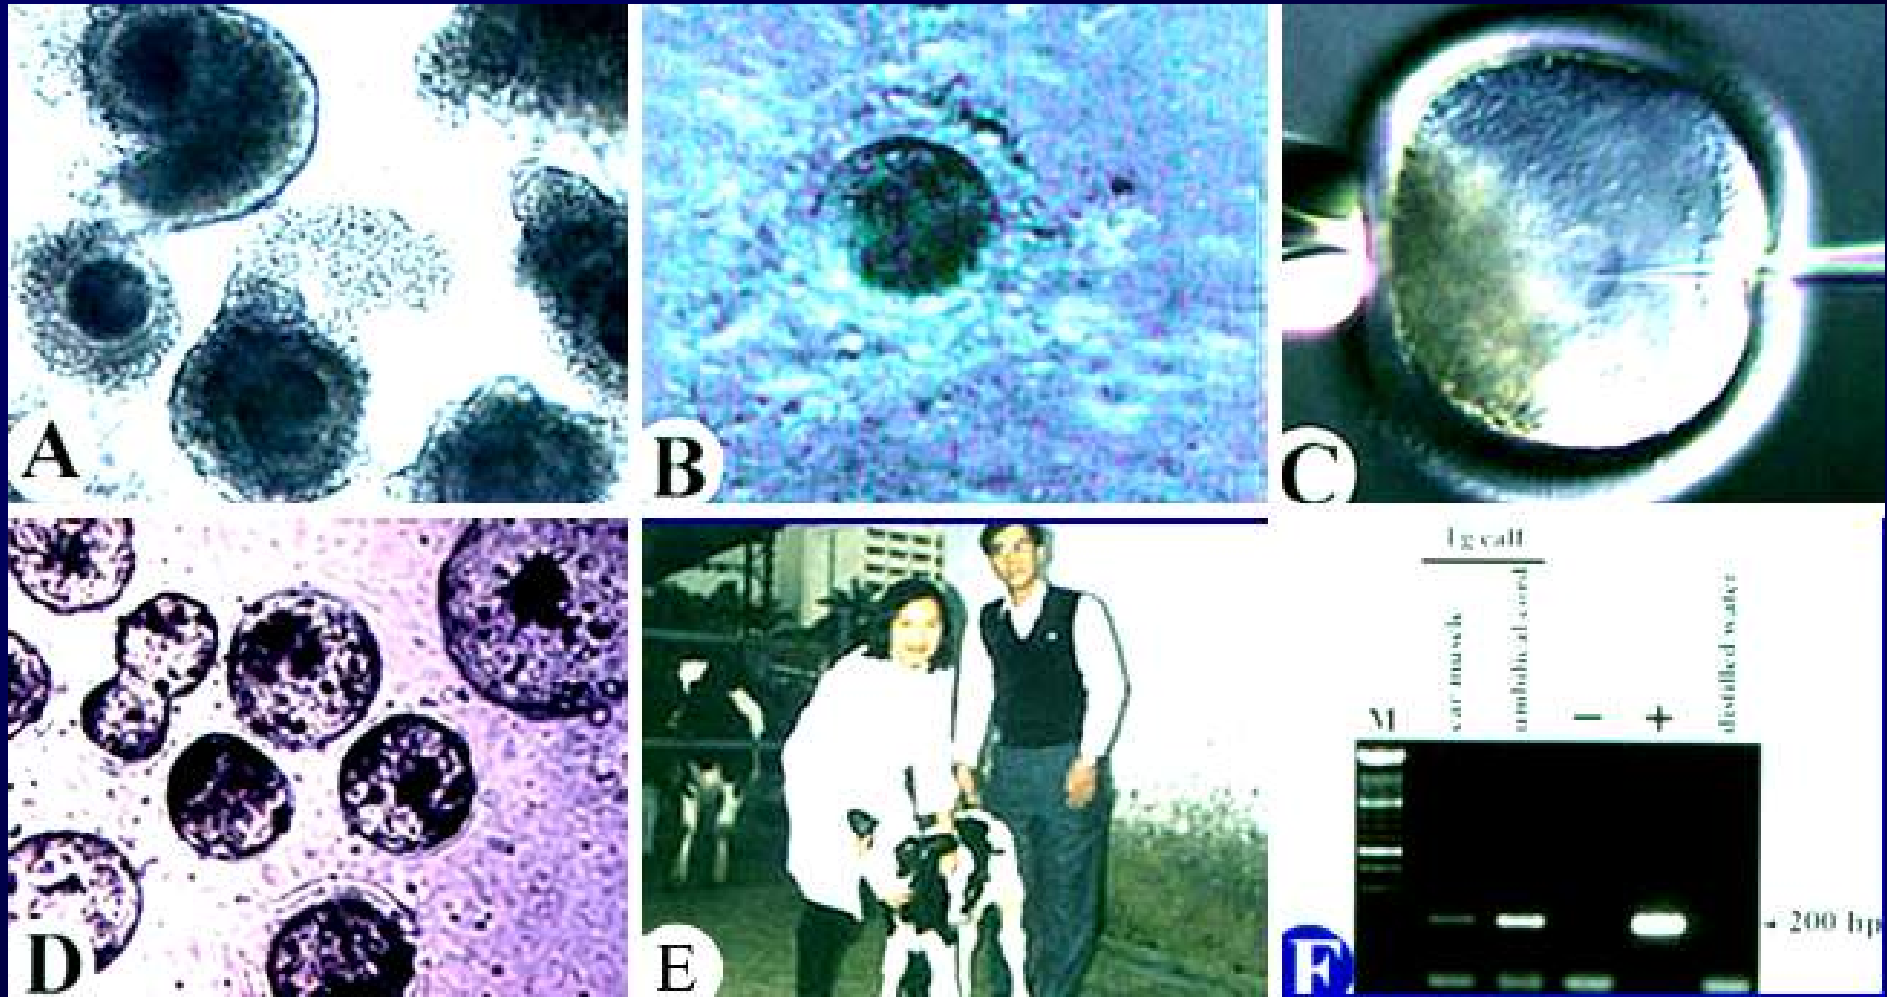 A
B
C
D
E
F
Tg calf
ear muscle
umbilical cord
distilled water
M
−
+
200 bp